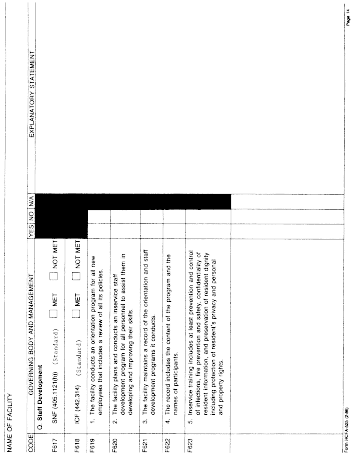 NAME OF FACILITY
CODE GOVERNING BODY AND MANAGEMENT YES NO N/A EXPLANATORY STATEMENT
Q. Staff Development
F617 SNF (405.1121(h)) (Standard) MET NOT MET
F618 ICF (442.314) (Standard) MET NOT MET
F619 1. The facility conducts an orientation program for all new
employees that includes a review of all its policies.
F620 2. The facility plans and conducts an inservice staff
development program for all personnel to assist them in
developing and improving their skills.
F621 3. The facility maintains a record of the orientation and staff
development programs it conducts.
F622 4. The record includes the content of the program and the
names of participants.
F623 5. Inservice training includes at least prevention and control
of infection, fire prevention and safety, confidentiality of
resident information, and preservation of resident dignity
including protection of resident's privacy and personal
and property rights.
Page 14